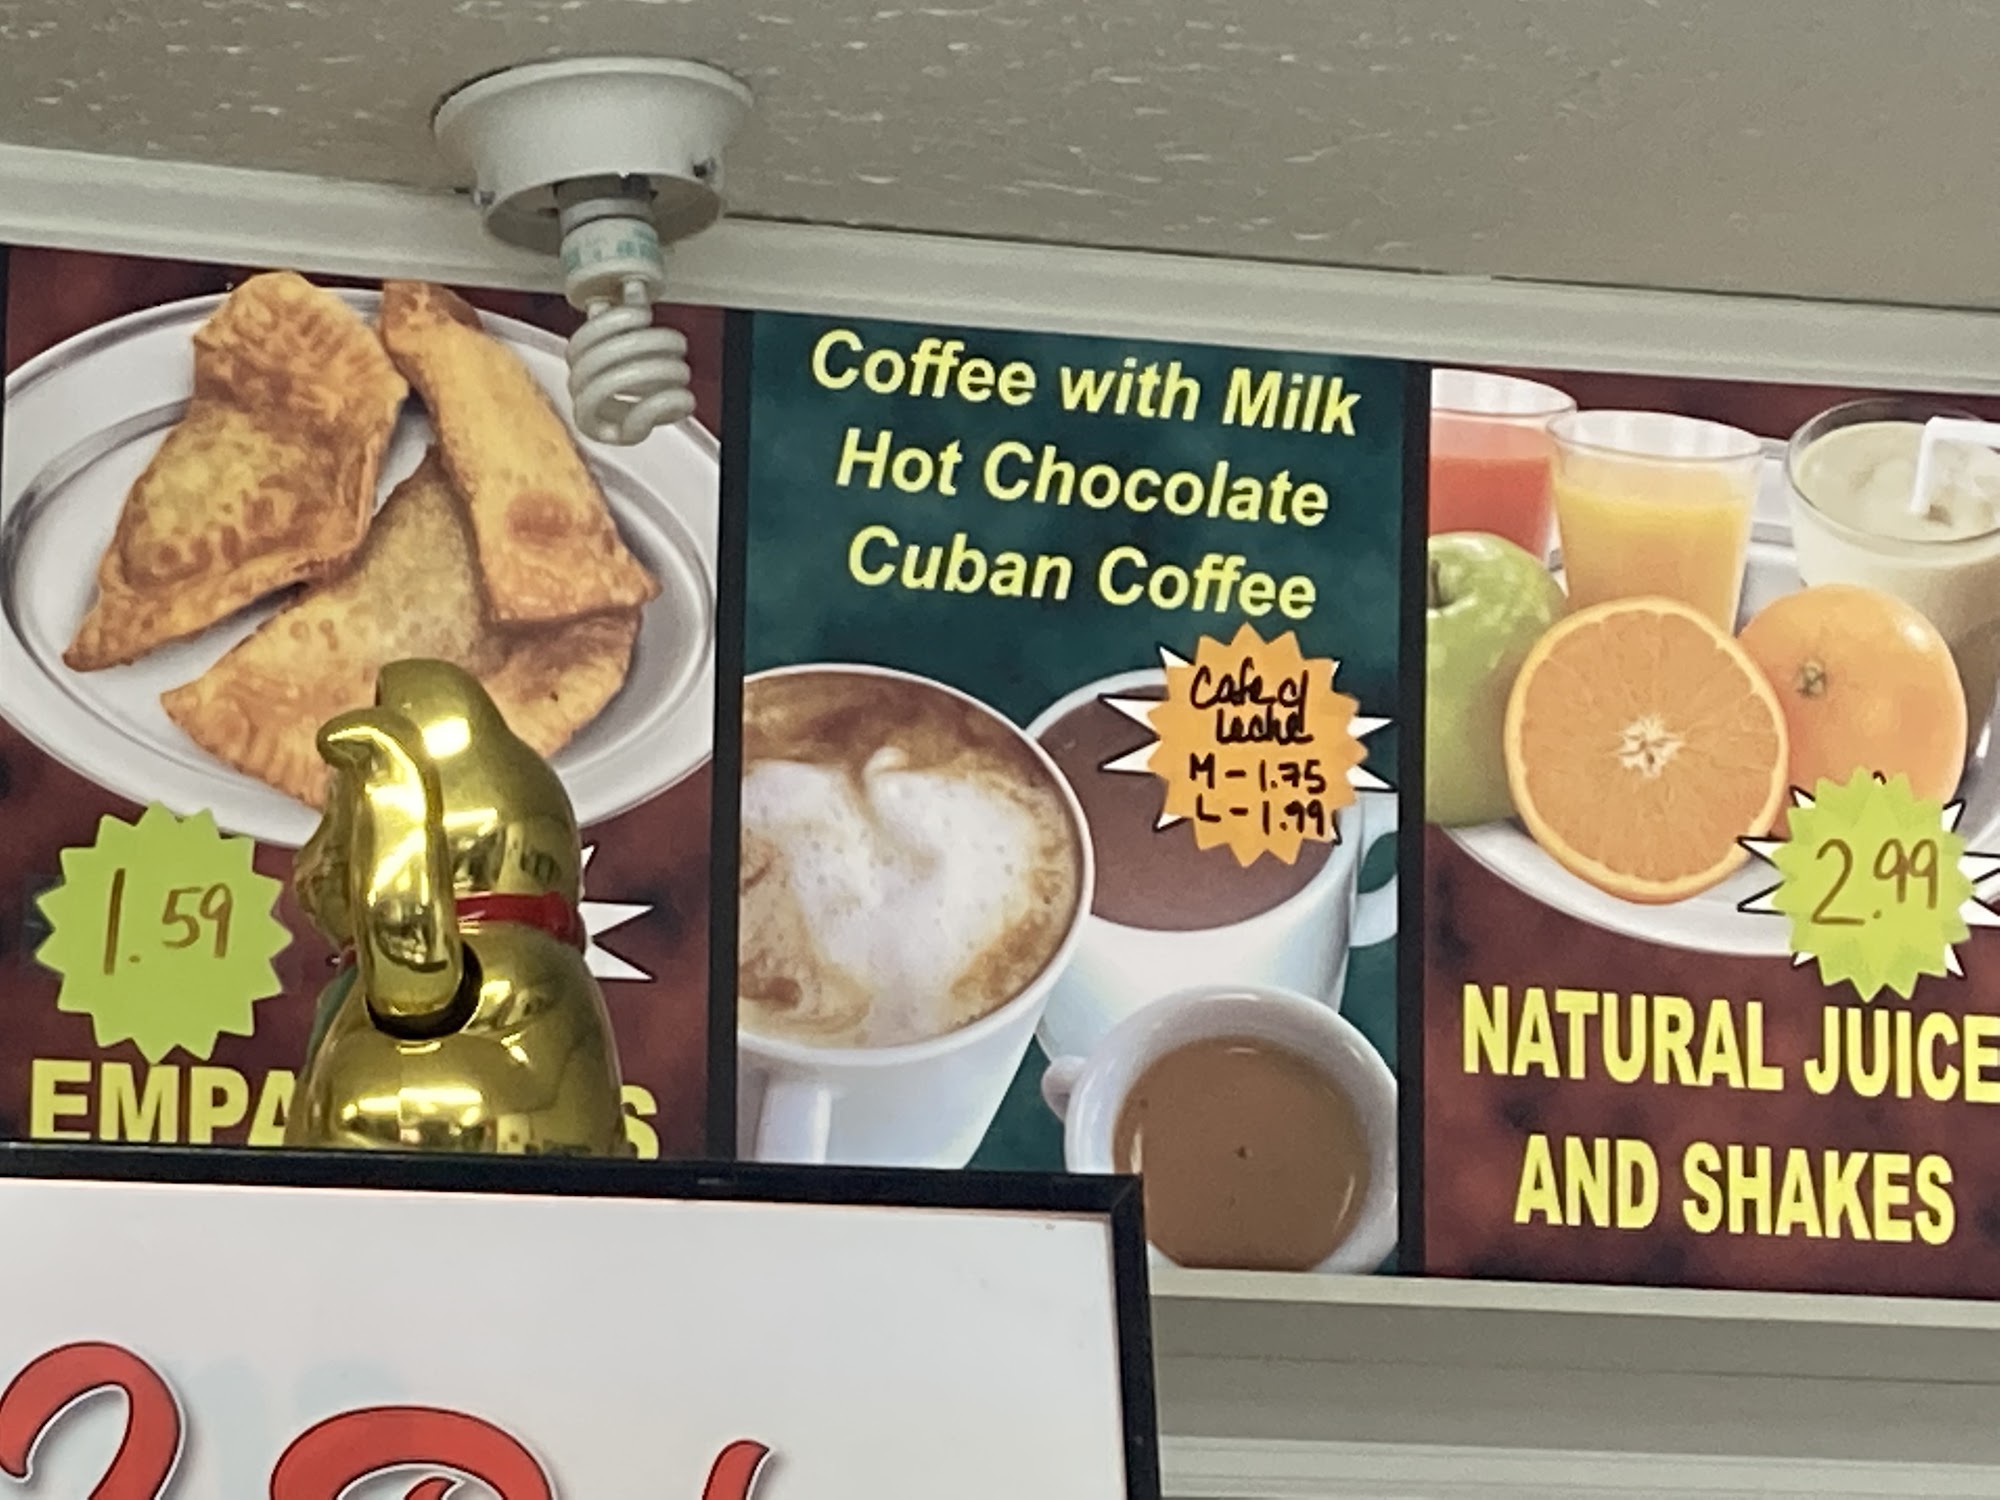 1.59
EMPA
S
Coffee with Milk
Hot Chocolate
Cuban Coffee
Cafe c/
leche
M - 1.75
L - 1.99
2.99
NATURAL JUICE
AND SHAKES